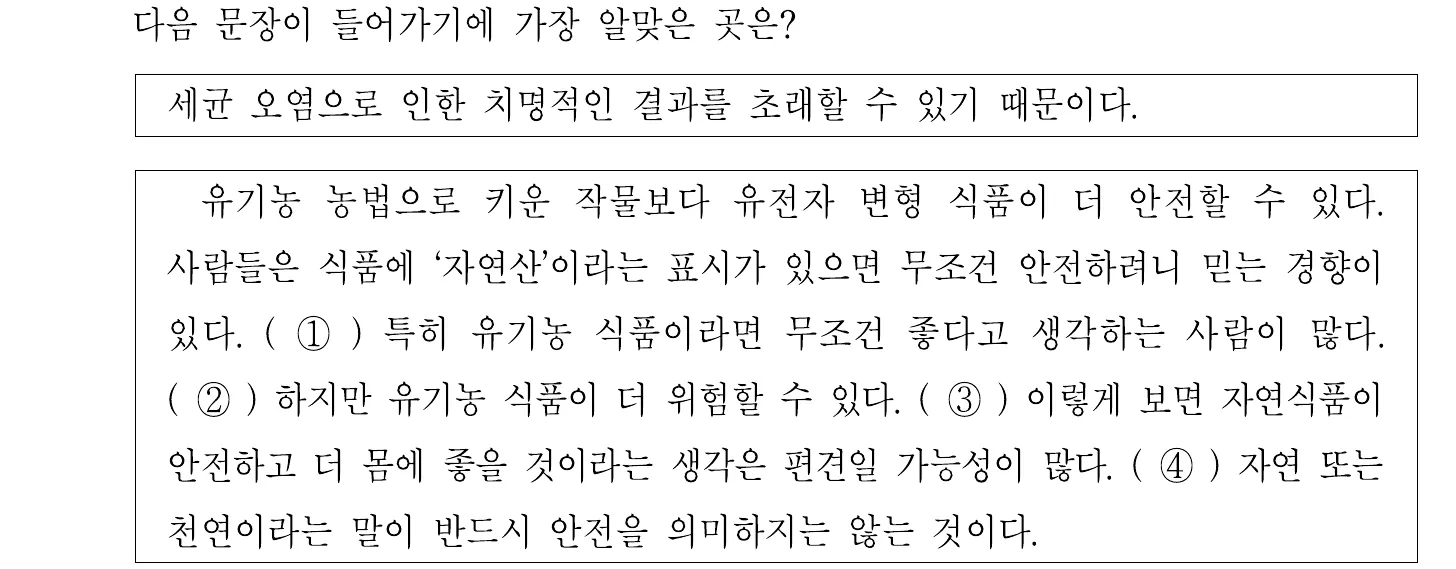 다음 문장이 들어가기에 가장 알맞은 곳은?
세균 오염으로 인한 치명적인 결과를 초래할 수 있기 때문이다.
유기농 농법으로 키운 작물보다 유전자 변형 식품이 더 안전할 수 있다.
사람들은 식품에 ‘자연산’이라는 표시가 있으면 무조건 안전하려니 믿는 경향이
있다. ( ① ) 특히 유기농 식품이라면 무조건 좋다고 생각하는 사람이 많다.
( ② ) 하지만 유기농 식품이 더 위험할 수 있다. ( ③ ) 이렇게 보면 자연식품이
안전하고 더 몸에 좋을 것이라는 생각은 편견일 가능성이 많다. ( ④ ) 자연 또는
천연이라는 말이 반드시 안전을 의미하지는 않는 것이다.